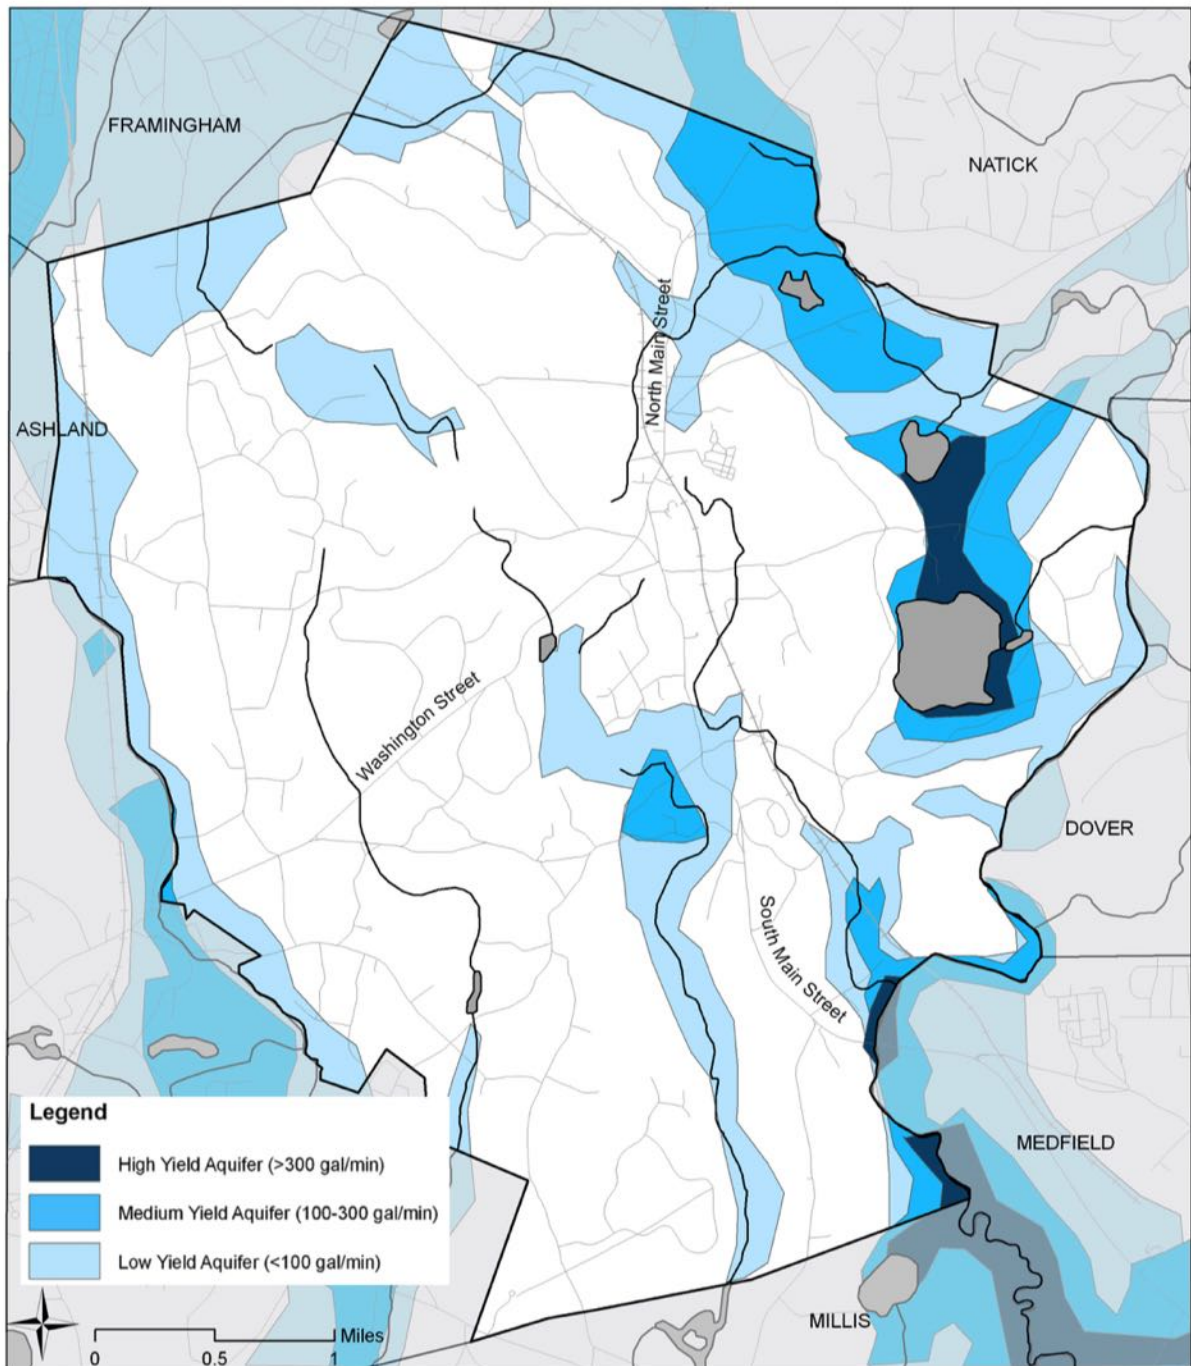 FRAMINGHAM
NATICK
North Main Street
ASHLAND
Washington Street
DOVER
South Main Street
MEDFIELD
MILLIS
Legend
High Yield Aquifer (>300 gal/min)
Medium Yield Aquifer (100-300 gal/min)
Low Yield Aquifer (<100 gal/min)
Miles
0 0.5 1